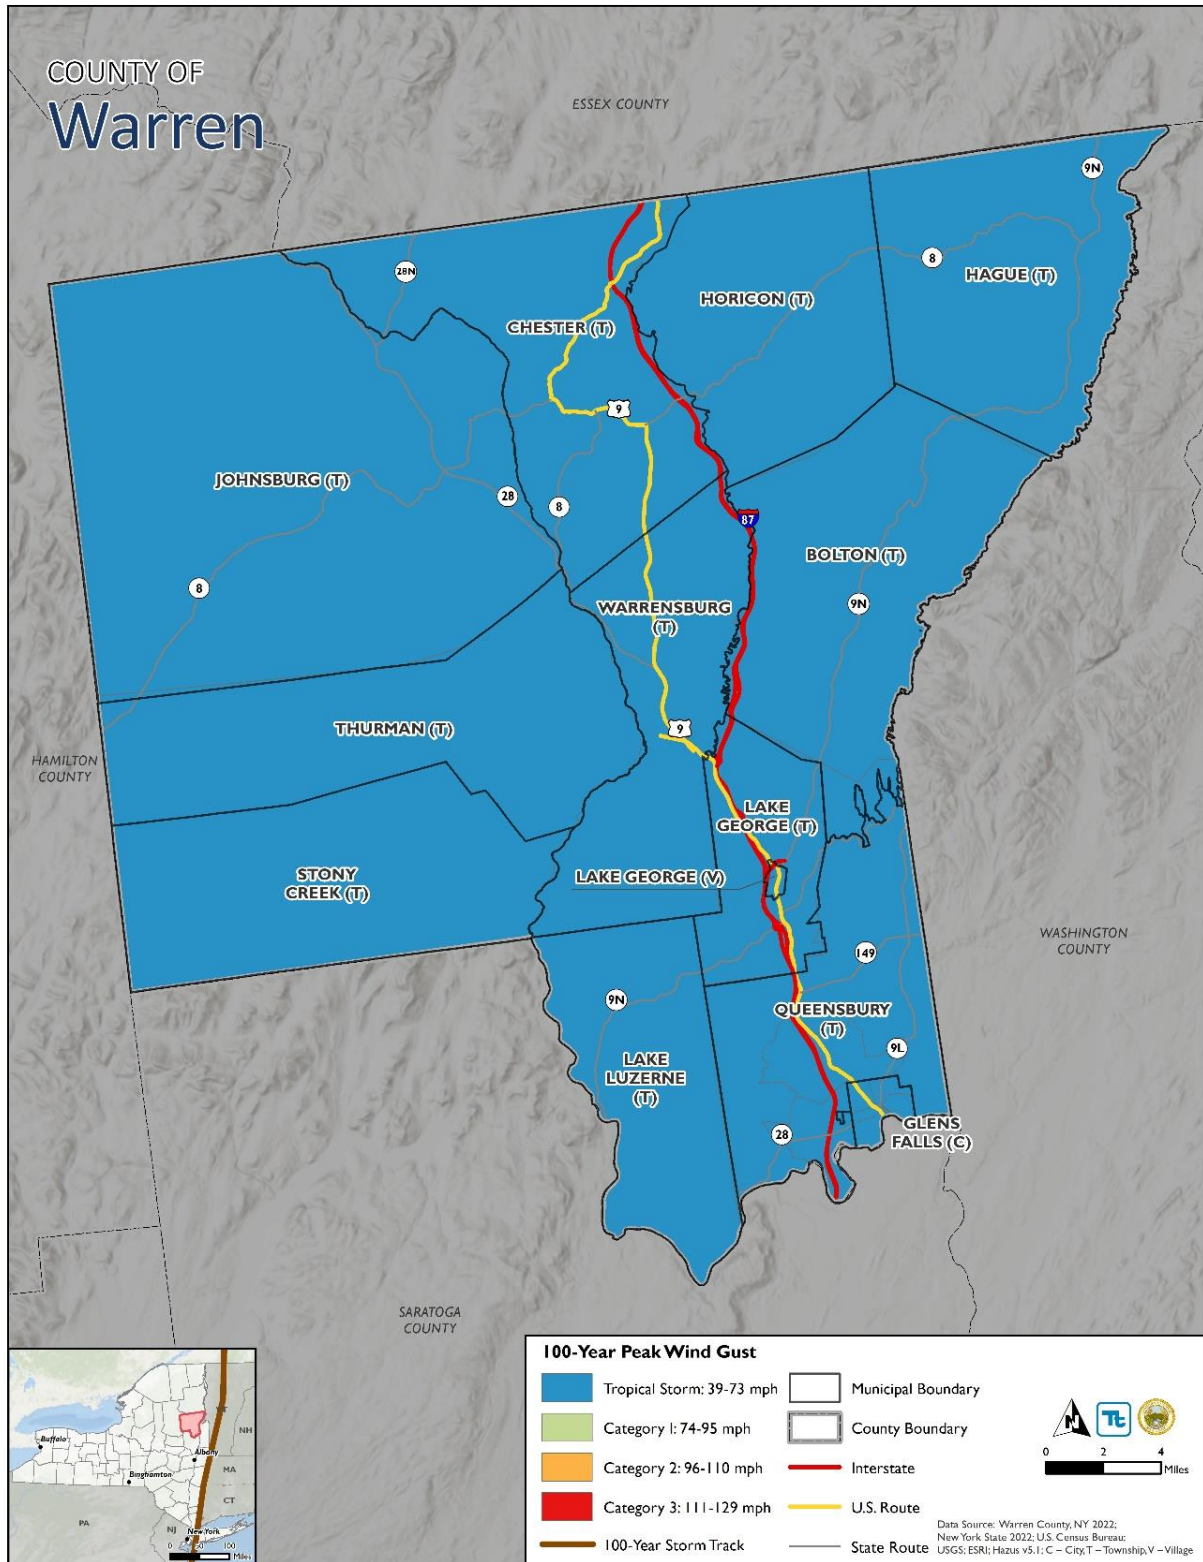 COUNTY OF
Warren
ESSEX COUNTY
9N
8
HAGUE (T)
28N
HORICON (T)
CHESTER (T)
9
JOHNSBURG (T)
28
8
87
BOLTON (T)
8
9N
WARRENSBURG
(T)
THURMAN (T)
9
HAMILTON
COUNTY
LAKE
GEORGE (T)
STONY
CREEK (T)
LAKE GEORGE (V)
WASHINGTON
COUNTY
149
9N
QUEENSBURY
(T)
9L
LAKE
LUZERNE
(T)
GLENS
FALLS (C)
28
SARATOGA
COUNTY
100-Year Peak Wind Gust
Tropical Storm: 39-73 mph
Category 1: 74-95 mph
Category 2: 96-110 mph
Category 3: 111-129 mph
100-Year Storm Track
Municipal Boundary
County Boundary
Interstate
U.S. Route
State Route
N
Tt
0 2 4
Miles
Data Source: Warren County, NY 2022;
New York State 2022; U.S. Census Bureau;
USGS; ESRI; Hazus v5.1; C – City, T – Township, V – Village
Buffalo
Albany
Binghamton
NH
MA
CT
PA
NJ
New York
0 50 100
Miles